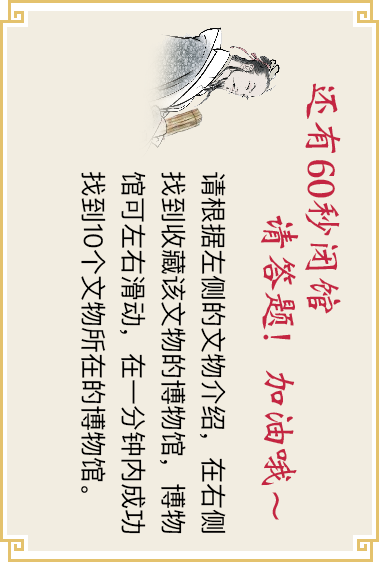 还有60秒闭馆
请答题！加油哦～
请根据左侧的文物介绍，在右侧
找到收藏该文物的博物馆，博物
馆可左右滑动，在一分钟内成功
找到10个文物所在的博物馆。